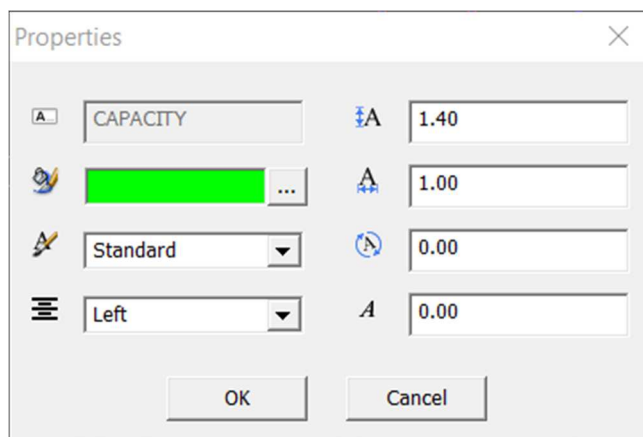 Properties
CAPACITY
1.40
...
1.00
Standard
0.00
Left
0.00
OK
Cancel